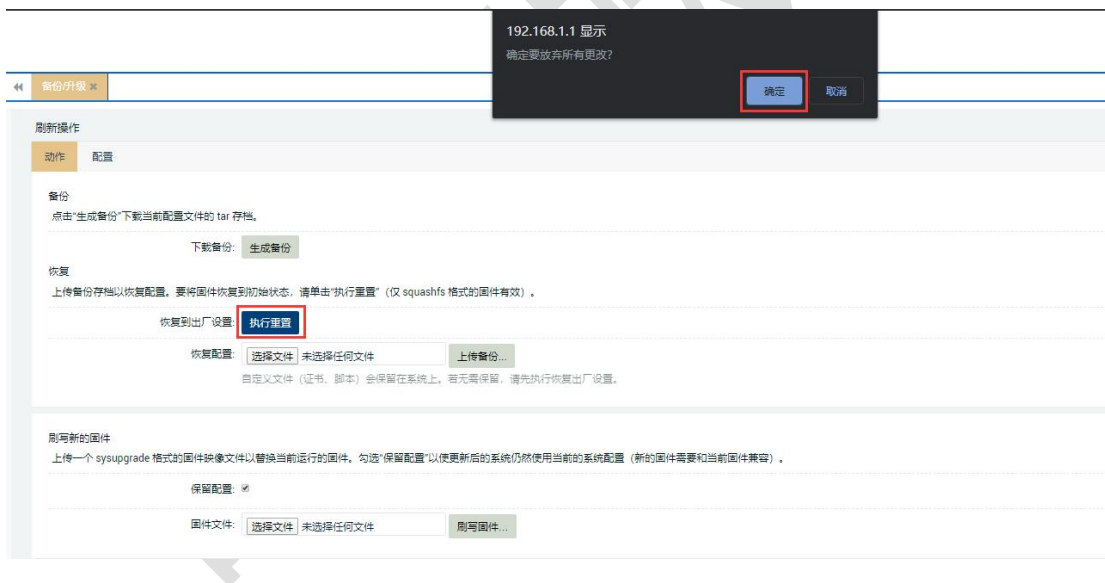 192.168.1.1 显示
确定要放弃所有更改?
确定 取消
备份/升级 ×
刷新操作
动作 配置
备份
点击“生成备份”下载当前配置文件的 tar 存档。
下载备份: 生成备份
恢复
上传备份存档以恢复配置。要将固件恢复到初始状态，请单击“执行重置”（仅 squashfs 格式的固件有效）。
恢复到出厂设置: 执行重置
恢复配置: 选择文件 未选择任何文件 上传备份...
自定义文件（证书、脚本）会保留在系统上。若无需保留，请先执行恢复出厂设置。
刷写新的固件
上传一个 sysupgrade 格式的固件映像文件以替换当前运行的固件。勾选“保留配置”以使更新后的系统仍然使用当前的系统配置（新的固件需要和当前固件兼容）。
保留配置:
固件文件: 选择文件 未选择任何文件 刷写固件...